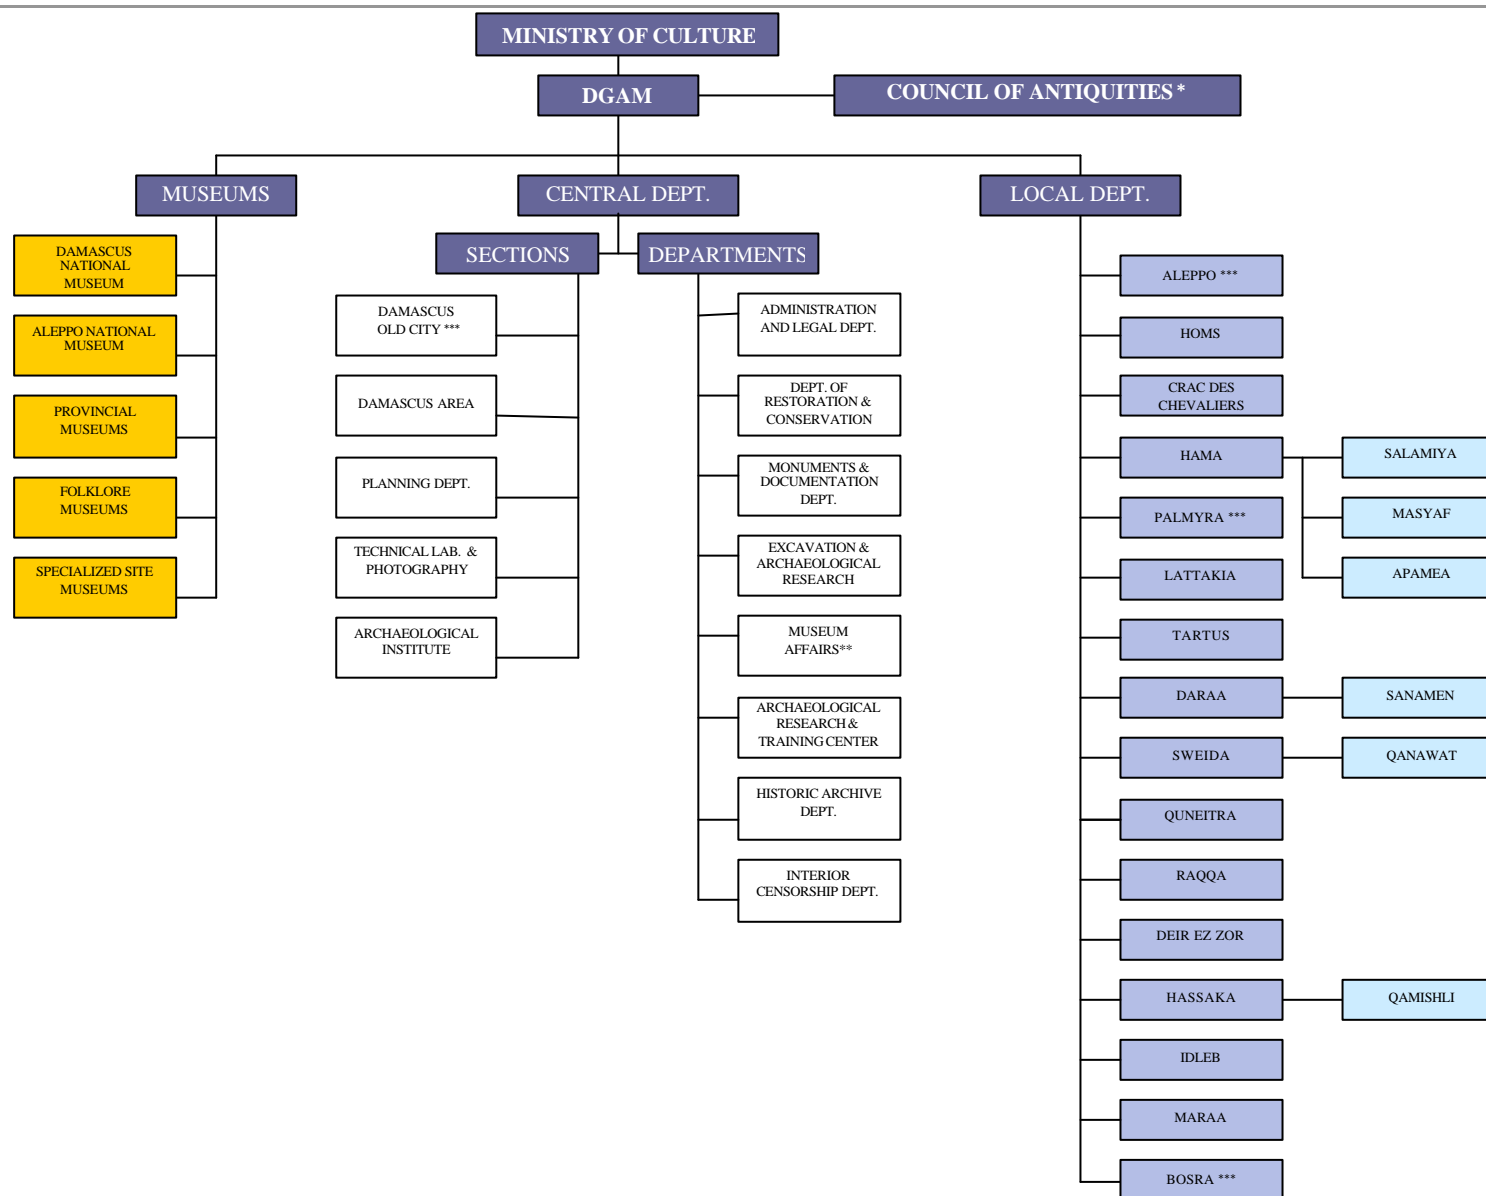 MINISTRY OF CULTURE
DGAM
COUNCIL OF ANTIQUITIES *
MUSEUMS
CENTRAL DEPT.
LOCAL DEPT.
DAMASCUS
NATIONAL
MUSEUM
ALEPPO NATIONAL
MUSEUM
PROVINCIAL
MUSEUMS
FOLKLORE
MUSEUMS
SPECIALIZED SITE
MUSEUMS
SECTIONS
DEPARTMENTS
DAMASCUS
OLD CITY ***
DAMASCUS AREA
PLANNING DEPT.
TECHNICAL LAB. &
PHOTOGRAPHY
ARCHAEOLOGICAL
INSTITUTE
ADMINISTRATION
AND LEGAL DEPT.
DEPT. OF
RESTORATION &
CONSERVATION
MONUMENTS &
DOCUMENTATION
DEPT.
EXCAVATION &
ARCHAEOLOGICAL
RESEARCH
MUSEUM
AFFAIRS**
ARCHAEOLOGICAL
RESEARCH &
TRAINING CENTER
HISTORIC ARCHIVE
DEPT.
INTERIOR
CENSORSHIP DEPT.
ALEPPO ***
HOMS
CRAC DES
CHEVALIERS
HAMA
SALAMIYA
MASYAF
APAMEA
PALMYRA ***
LATTAKIA
TARTUS
DARAA
SANAMEN
SWEIDA
QANAWAT
QUNEITRA
RAQQA
DEIR EZ ZOR
HASSAKA
QAMISHLI
IDLEB
MARAA
BOSRA ***